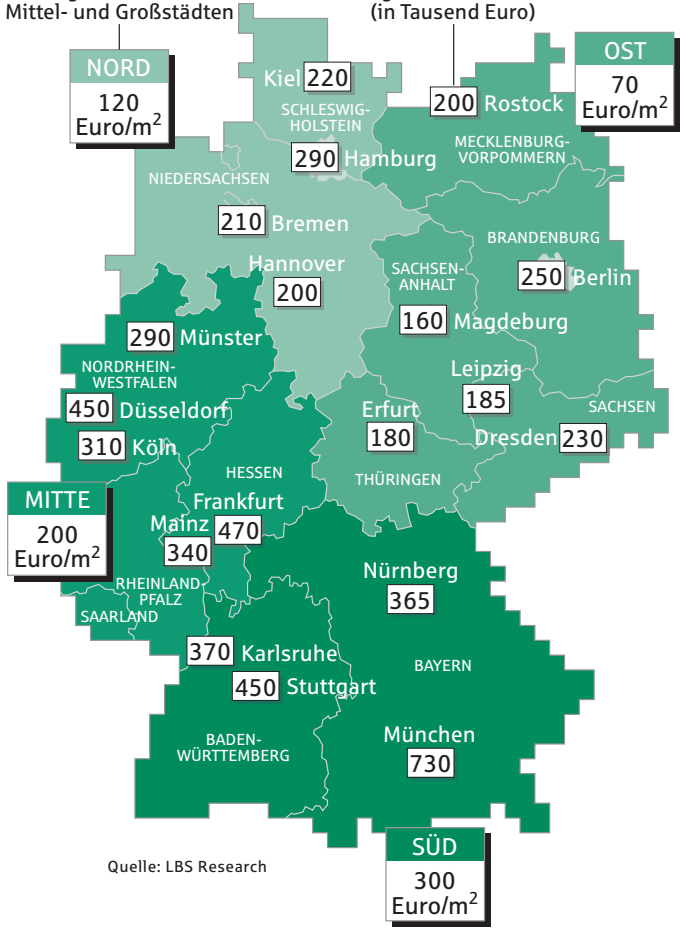 Mittel- und Großstädten
(in Tausend Euro)
NORD
120
Euro/m²
OST
70
Euro/m²
Kiel 220
SCHLESWIG-
HOLSTEIN
200 Rostock
MECKLENBURG-
VORPOMMERN
290 Hamburg
NIEDERSACHSEN
210 Bremen
BRANDENBURG
Hannover
200
SACHSEN-
ANHALT
250 Berlin
160 Magdeburg
290 Münster
NORDRHEIN-
WESTFALEN
Leipzig
185
450 Düsseldorf
Erfurt
180
SACHSEN
310 Köln
Dresden 230
HESSEN
THÜRINGEN
MITTE
200
Euro/m²
Frankfurt
470
Mainz
340
Nürnberg
365
RHEINLAND-
PFALZ
SAARLAND
370 Karlsruhe
BAYERN
450 Stuttgart
BADEN-
WÜRTTEMBERG
München
730
SÜD
300
Euro/m²
Quelle: LBS Research